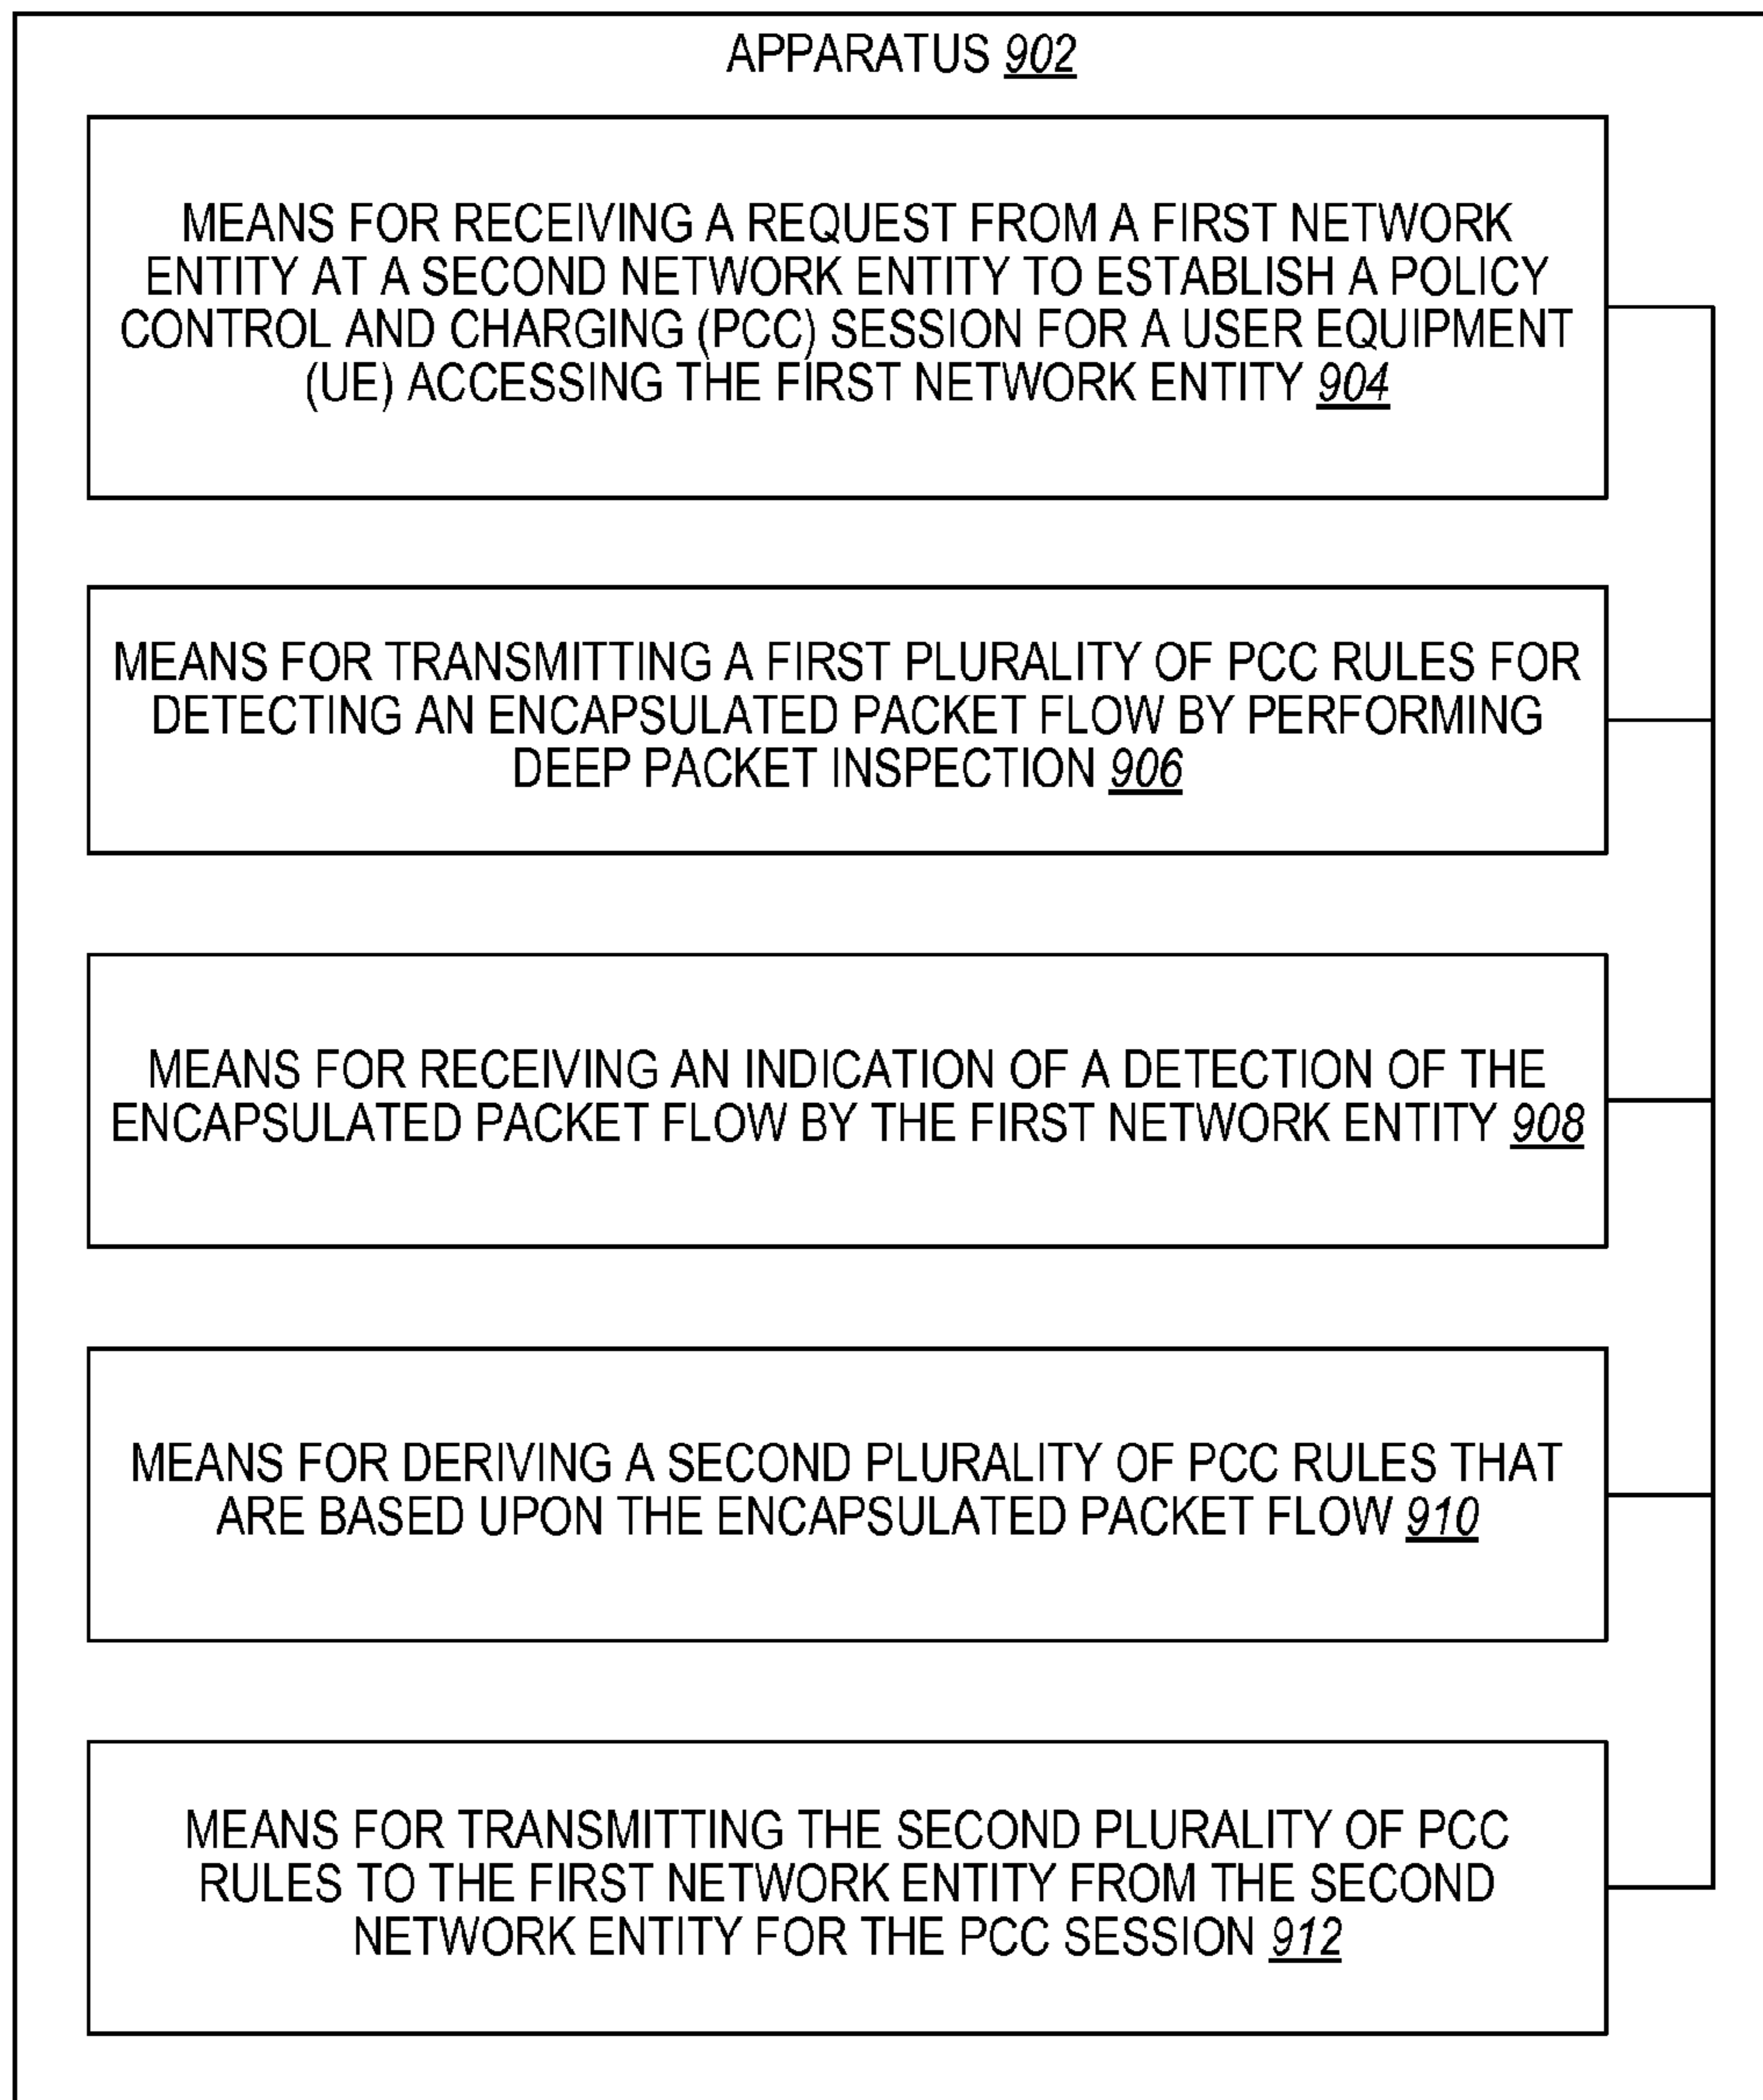 APPARATUS 902
MEANS FOR RECEIVING A REQUEST FROM A FIRST NETWORK
ENTITY AT A SECOND NETWORK ENTITY TO ESTABLISH A POLICY
CONTROL AND CHARGING (PCC) SESSION FOR A USER EQUIPMENT
(UE) ACCESSING THE FIRST NETWORK ENTITY 904
MEANS FOR TRANSMITTING A FIRST PLURALITY OF PCC RULES FOR
DETECTING AN ENCAPSULATED PACKET FLOW BY PERFORMING
DEEP PACKET INSPECTION 906
MEANS FOR RECEIVING AN INDICATION OF A DETECTION OF THE
ENCAPSULATED PACKET FLOW BY THE FIRST NETWORK ENTITY 908
MEANS FOR DERIVING A SECOND PLURALITY OF PCC RULES THAT
ARE BASED UPON THE ENCAPSULATED PACKET FLOW 910
MEANS FOR TRANSMITTING THE SECOND PLURALITY OF PCC
RULES TO THE FIRST NETWORK ENTITY FROM THE SECOND
NETWORK ENTITY FOR THE PCC SESSION 912